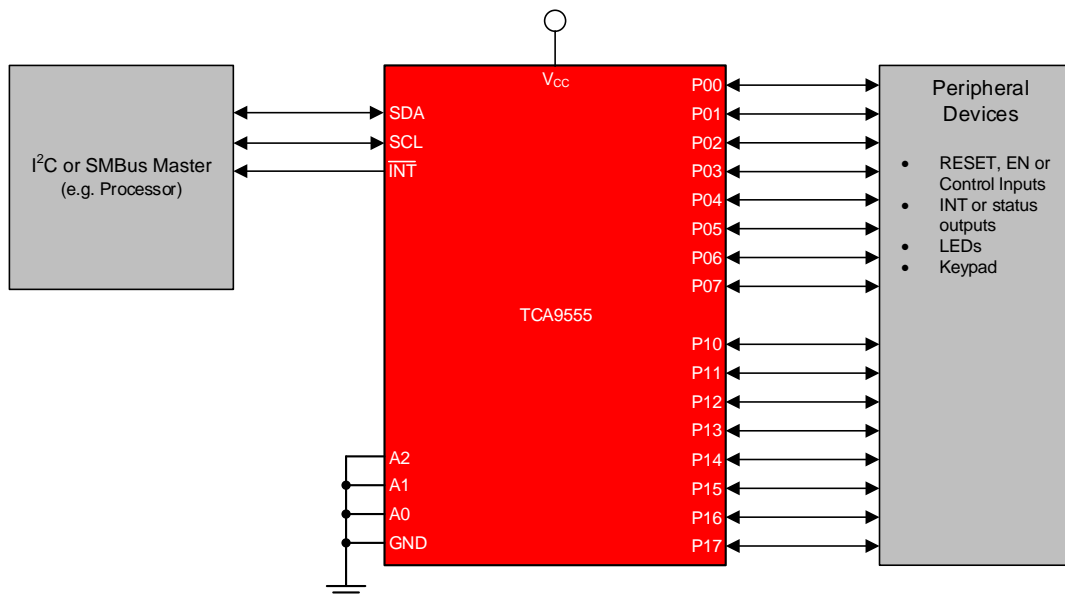 I²C or SMBus Master
(e.g. Processor)
V_CC
SDA
SCL
I̅N̅T̅
TCA9555
A2
A1
A0
GND
P00
P01
P02
P03
P04
P05
P06
P07
P10
P11
P12
P13
P14
P15
P16
P17
Peripheral
Devices
• RESET, EN or
Control Inputs
• INT or status
outputs
• LEDs
• Keypad